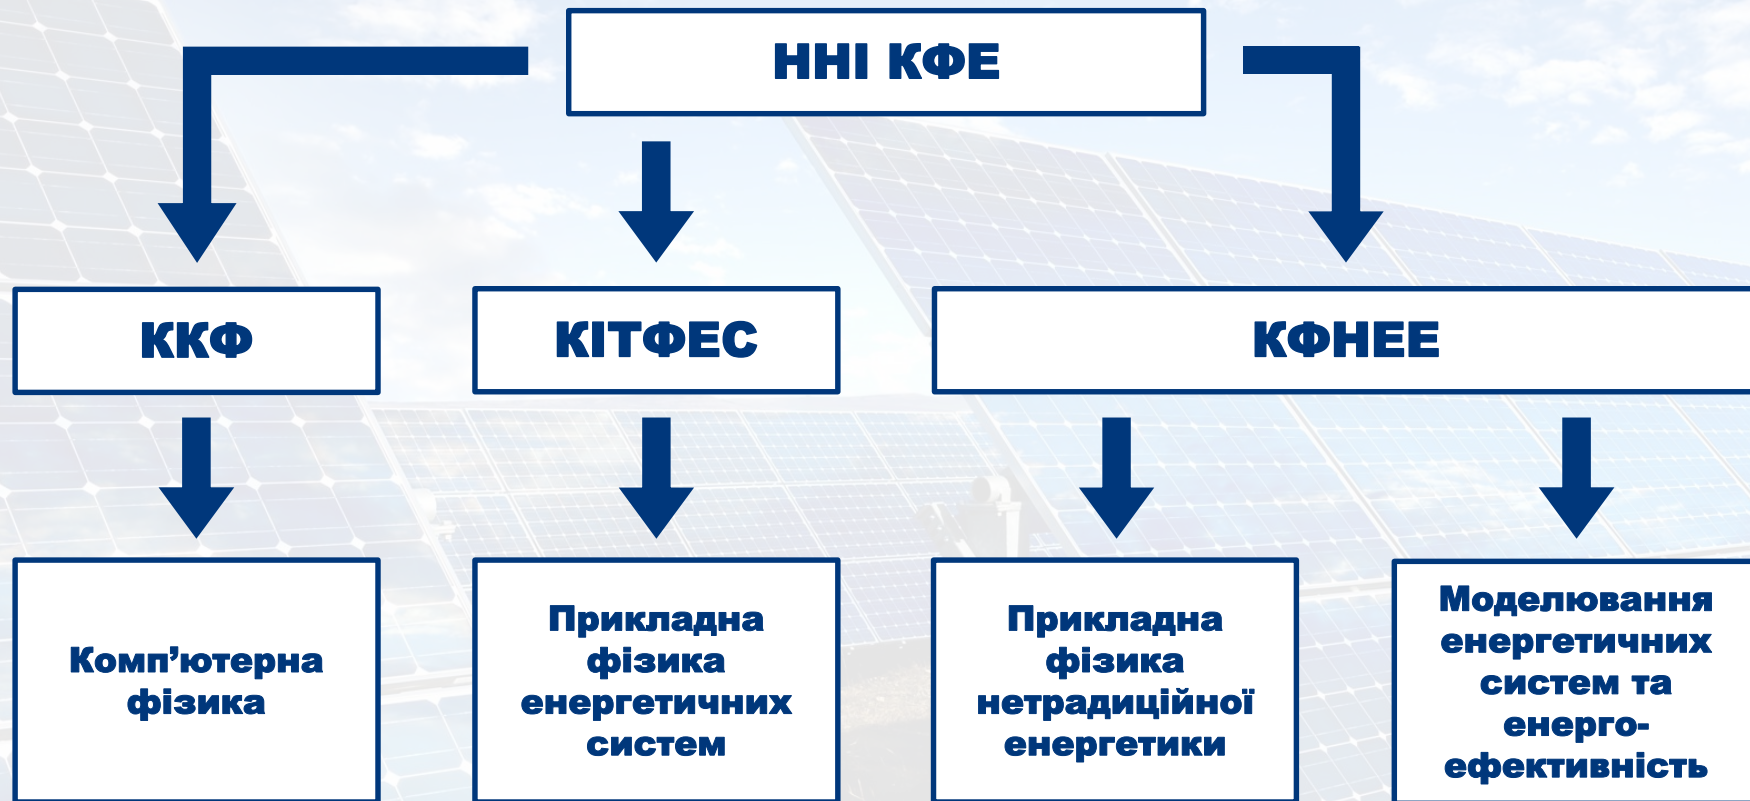 ННІ КФЕ
ККФ
КІТФЕС
КФНЕЕ
Комп’ютерна
фізика
Прикладна
фізика
енергетичних
систем
Прикладна
фізика
нетрадиційної
енергетики
Моделювання
енергетичних
систем та
енерго-
ефективність